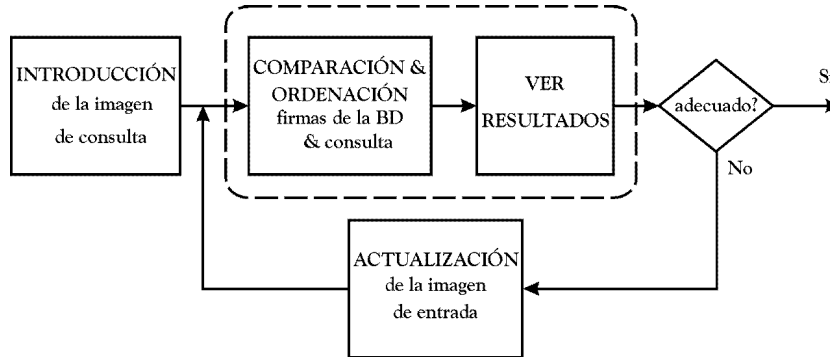 INTRODUCCIÓN
de la imagen
de consulta
COMPARACIÓN &
ORDENACIÓN
firmas de la BD
& consulta
VER
RESULTADOS
adecuado?
No
ACTUALIZACIÓN
de la imagen
de entrada